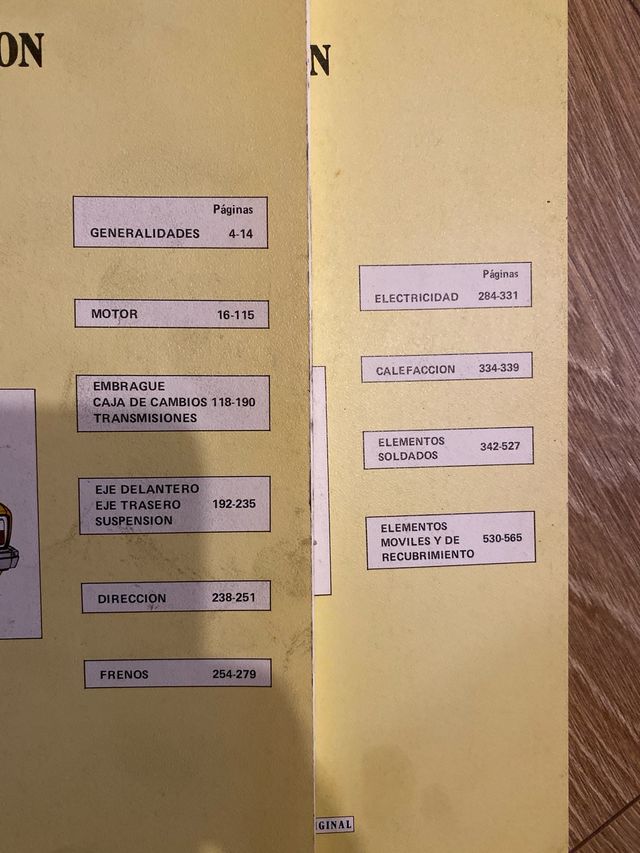 ON
Páginas
GENERALIDADES 4-14
MOTOR 16-115
EMBRAGUE
CAJA DE CAMBIOS 118-190
TRANSMISIONES
EJE DELANTERO
EJE TRASERO 192-235
SUSPENSION
DIRECCION 238-251
FRENOS 254-279
N
Páginas
ELECTRICIDAD 284-331
CALEFACCION 334-339
ELEMENTOS
SOLDADOS 342-527
ELEMENTOS
MOVILES Y DE 530-565
RECUBRIMIENTO
GINAL